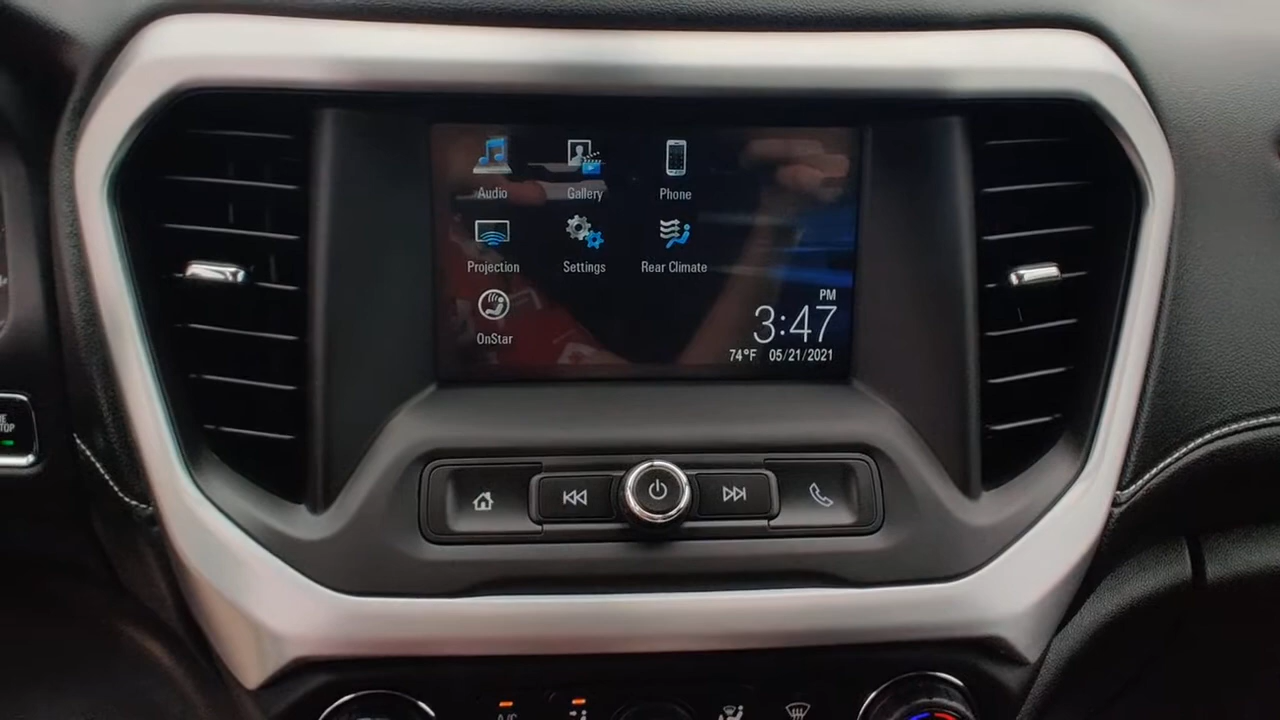 Audio Gallery Phone
Projection Settings Rear Climate
OnStar
PM
3:47
74°F 05/21/2021
A/C